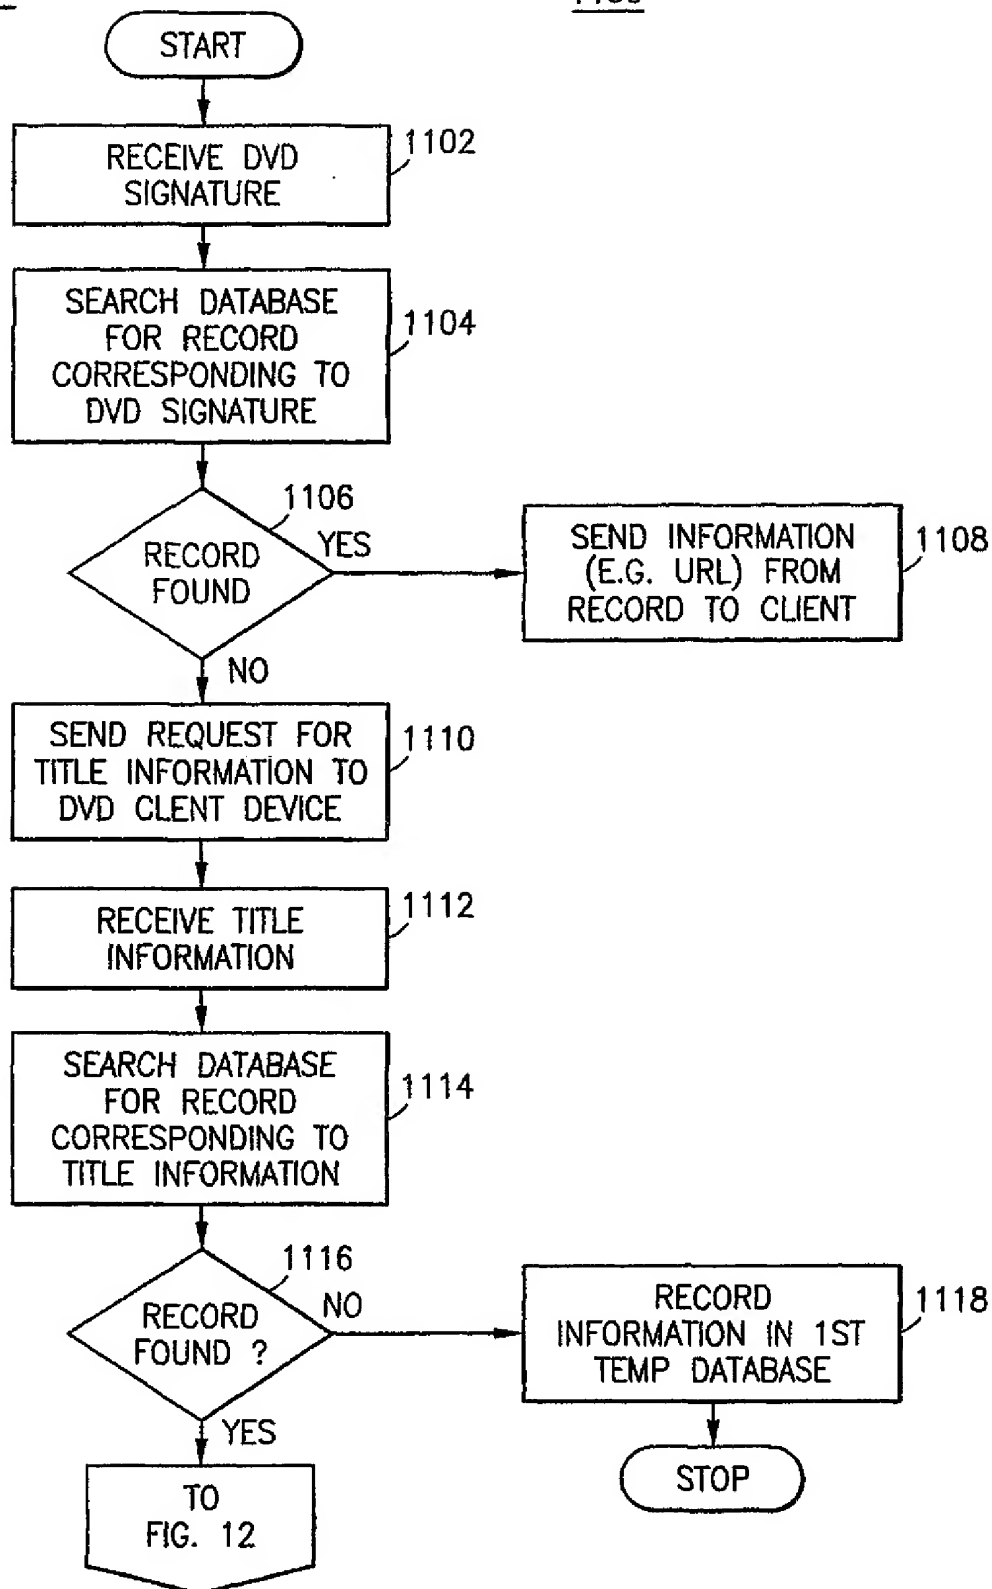 START
RECEIVE DVD
SIGNATURE
1102
SEARCH DATABASE
FOR RECORD
CORRESPONDING TO
DVD SIGNATURE
1104
RECORD
FOUND
1106
YES
SEND INFORMATION
(E.G. URL) FROM
RECORD TO CLIENT
1108
NO
SEND REQUEST FOR
TITLE INFORMATION TO
DVD CLENT DEVICE
1110
RECEIVE TITLE
INFORMATION
1112
SEARCH DATABASE
FOR RECORD
CORRESPONDING TO
TITLE INFORMATION
1114
RECORD
FOUND ?
1116
NO
RECORD
INFORMATION IN 1ST
TEMP DATABASE
1118
STOP
YES
TO
FIG. 12